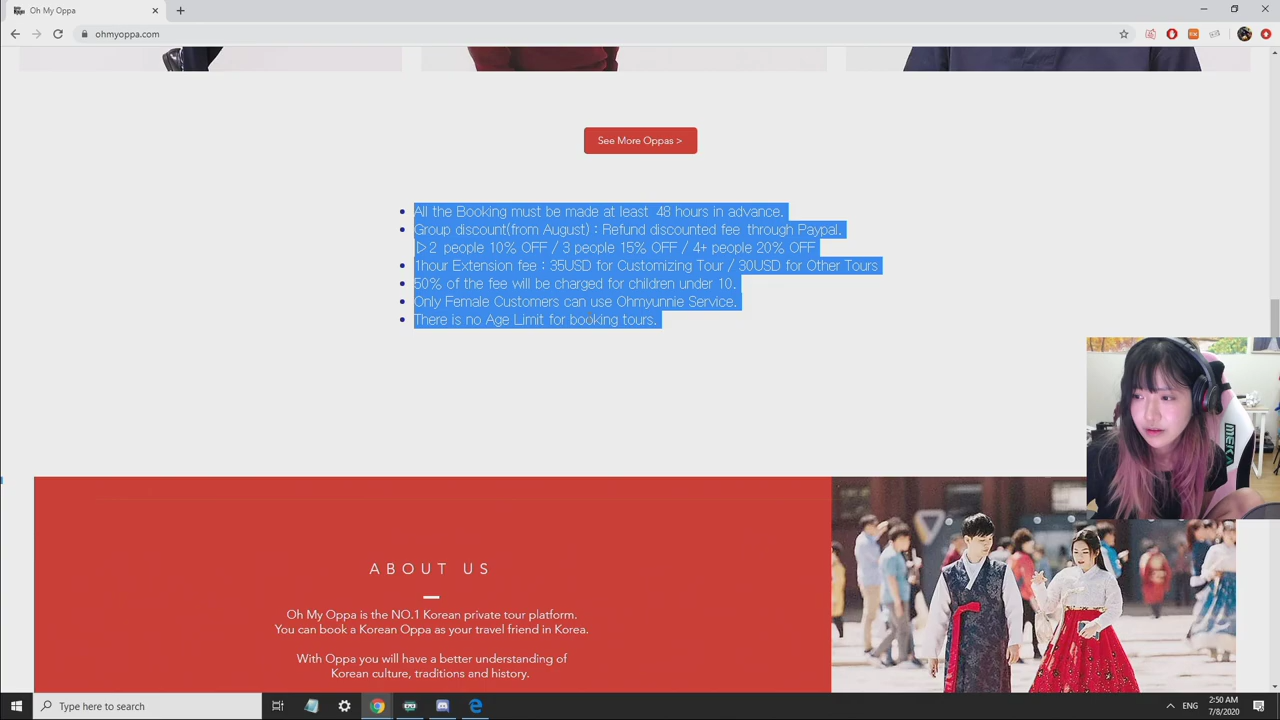 Oh My Oppa
ohmyoppa.com
See More Oppas >
All the Booking must be made at least 48 hours in advance.
Group discount(from August) : Refund discounted fee through Paypal.
▷2 people 10% OFF / 3 people 15% OFF / 4+ people 20% OFF
1hour Extension fee : 35USD for Customizing Tour / 30USD for Other Tours
50% of the fee will be charged for children under 10.
Only Female Customers can use Ohmyunnie Service.
There is no Age Limit for booking tours.
MEKA
ABOUT US
Oh My Oppa is the NO.1 Korean private tour platform.
You can book a Korean Oppa as your travel friend in Korea.
With Oppa you will have a better understanding of
Korean culture, traditions and history.
Type here to search
ENG
2:50 AM
7/8/2020